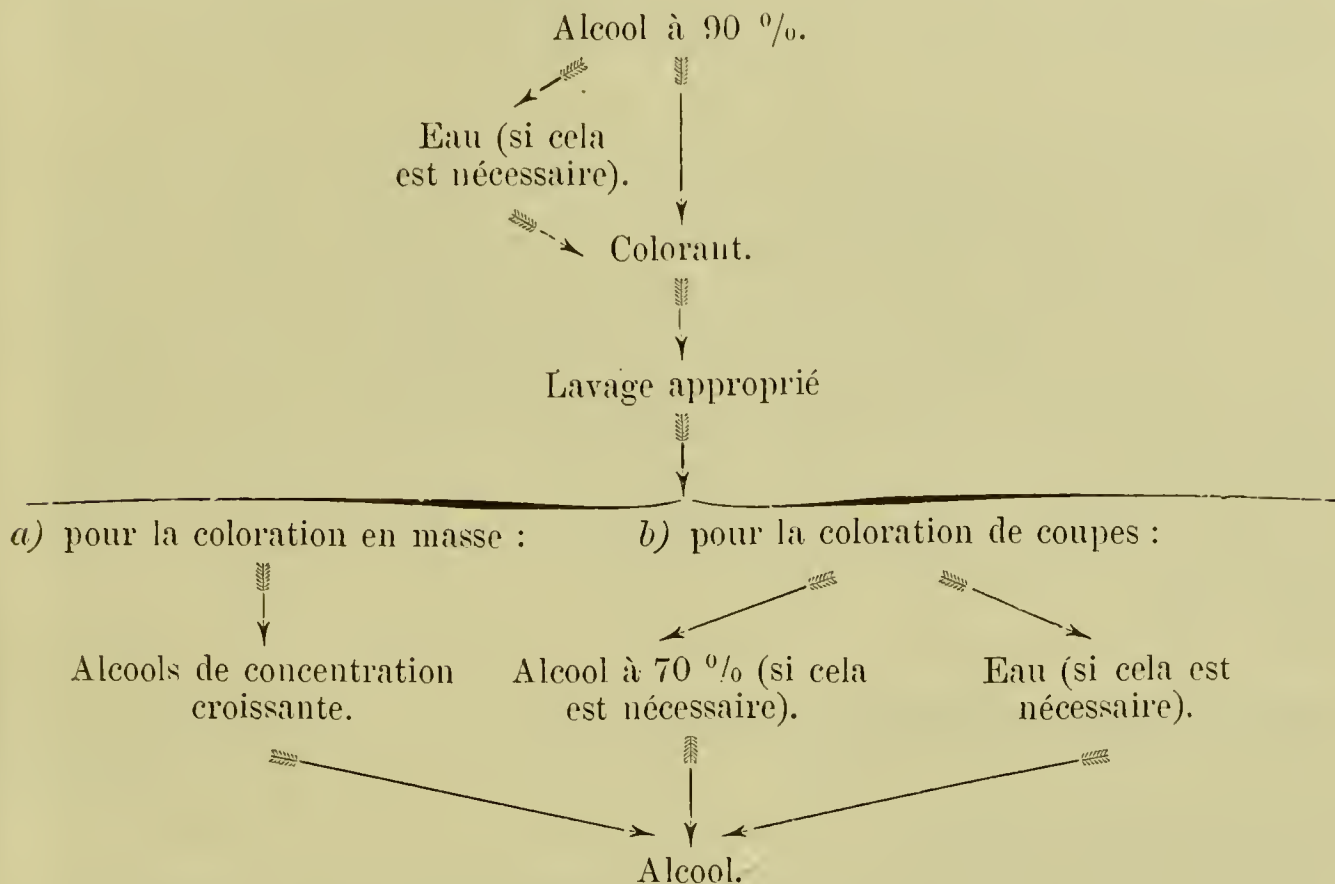 Alcool à 90 %.
Eau (si cela
est nécessaire).
Colorant.
Lavage approprié
a) pour la coloration en masse :
b) pour la coloration de coupes :
Alcools de concentration
croissante.
Alcool à 70 % (si cela
est nécessaire).
Eau (si cela est
nécessaire).
Alcool.